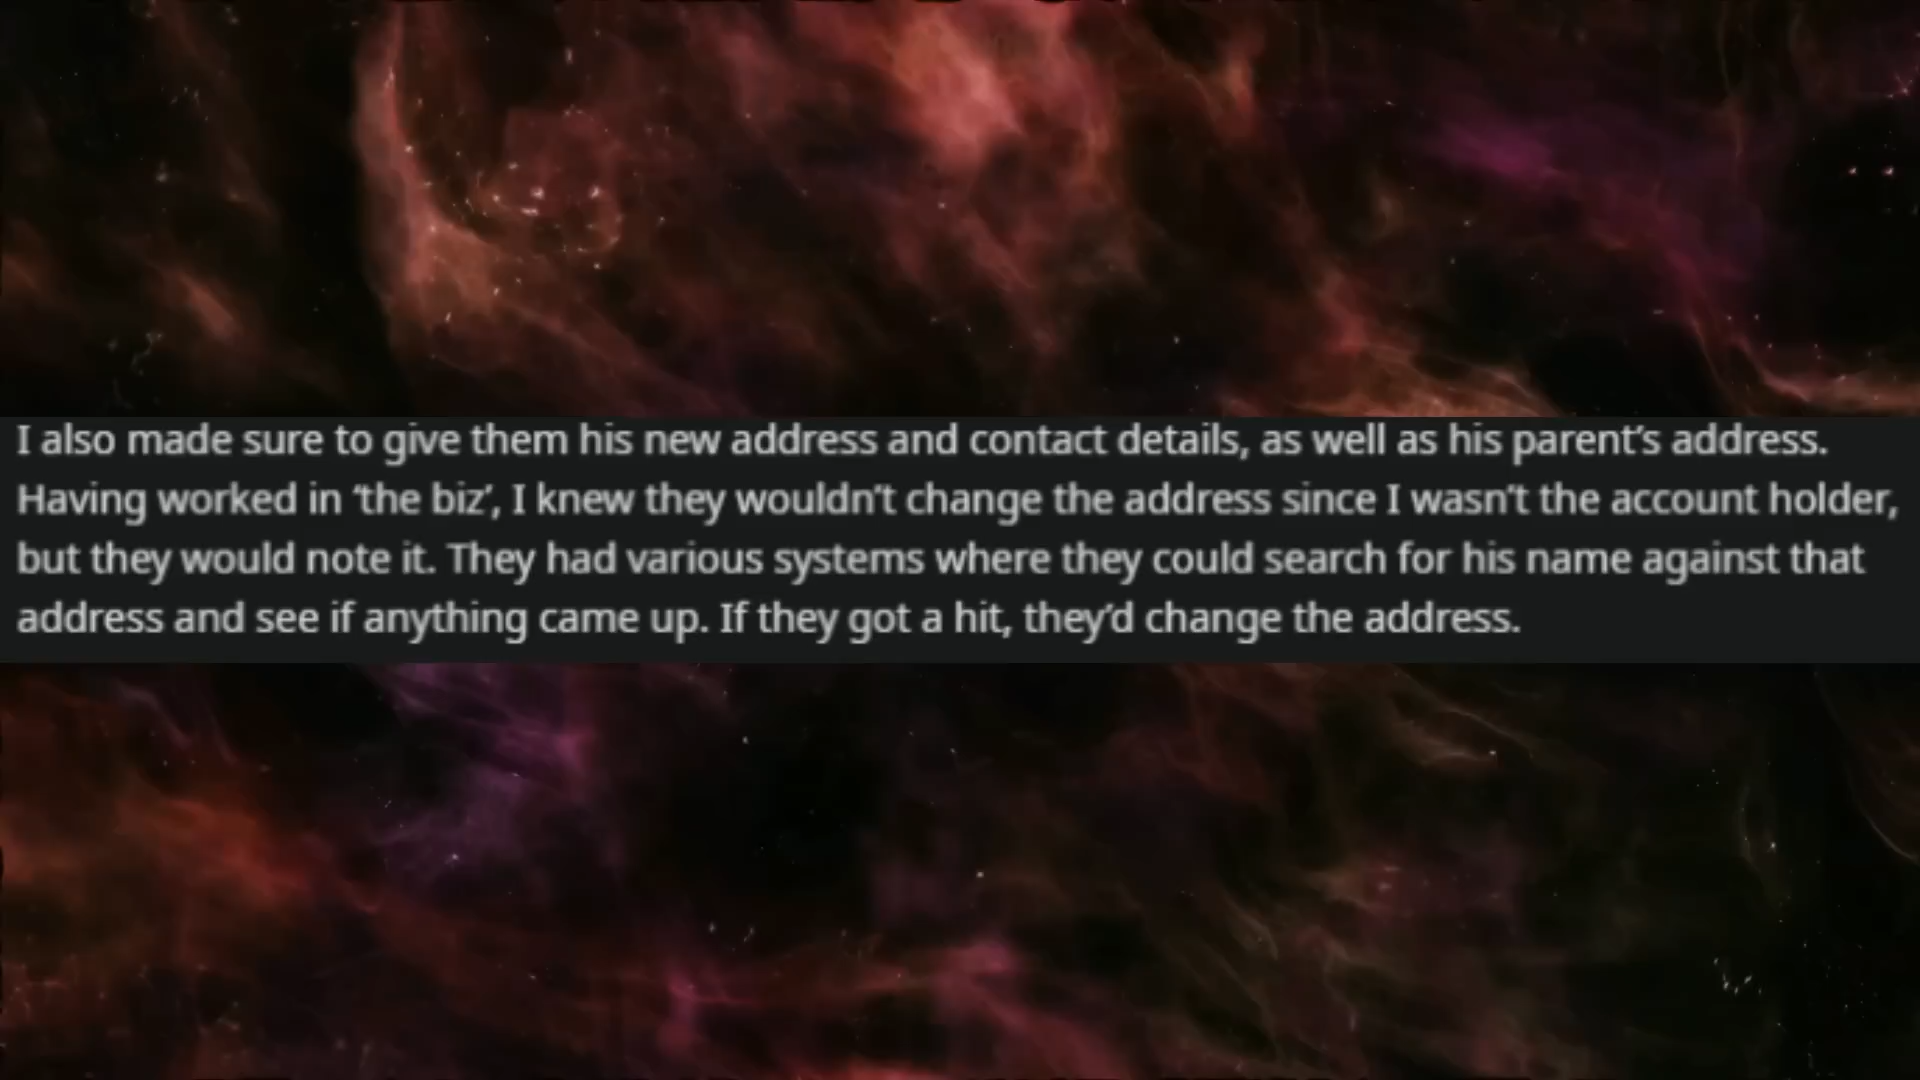 I also made sure to give them his new address and contact details, as well as his parent’s address.
Having worked in ‘the biz’, I knew they wouldn’t change the address since I wasn’t the account holder,
but they would note it. They had various systems where they could search for his name against that
address and see if anything came up. If they got a hit, they’d change the address.